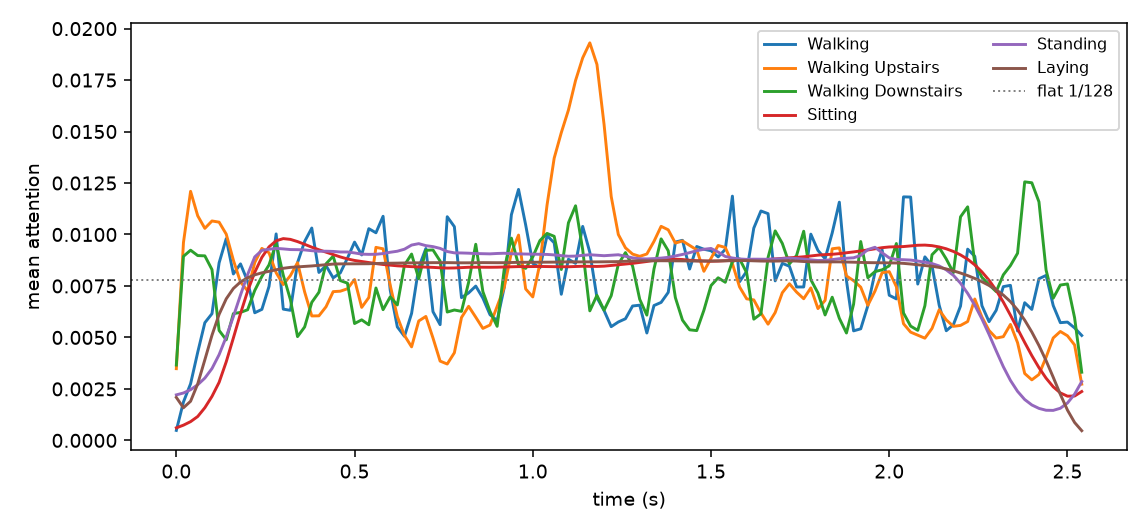 0.0200
0.0175
0.0150
0.0125
0.0100
0.0075
0.0050
0.0025
0.0000
mean attention
Walking
Walking Upstairs
Walking Downstairs
Sitting
Standing
Laying
flat 1/128
0.0 0.5 1.0 1.5 2.0 2.5
time (s)